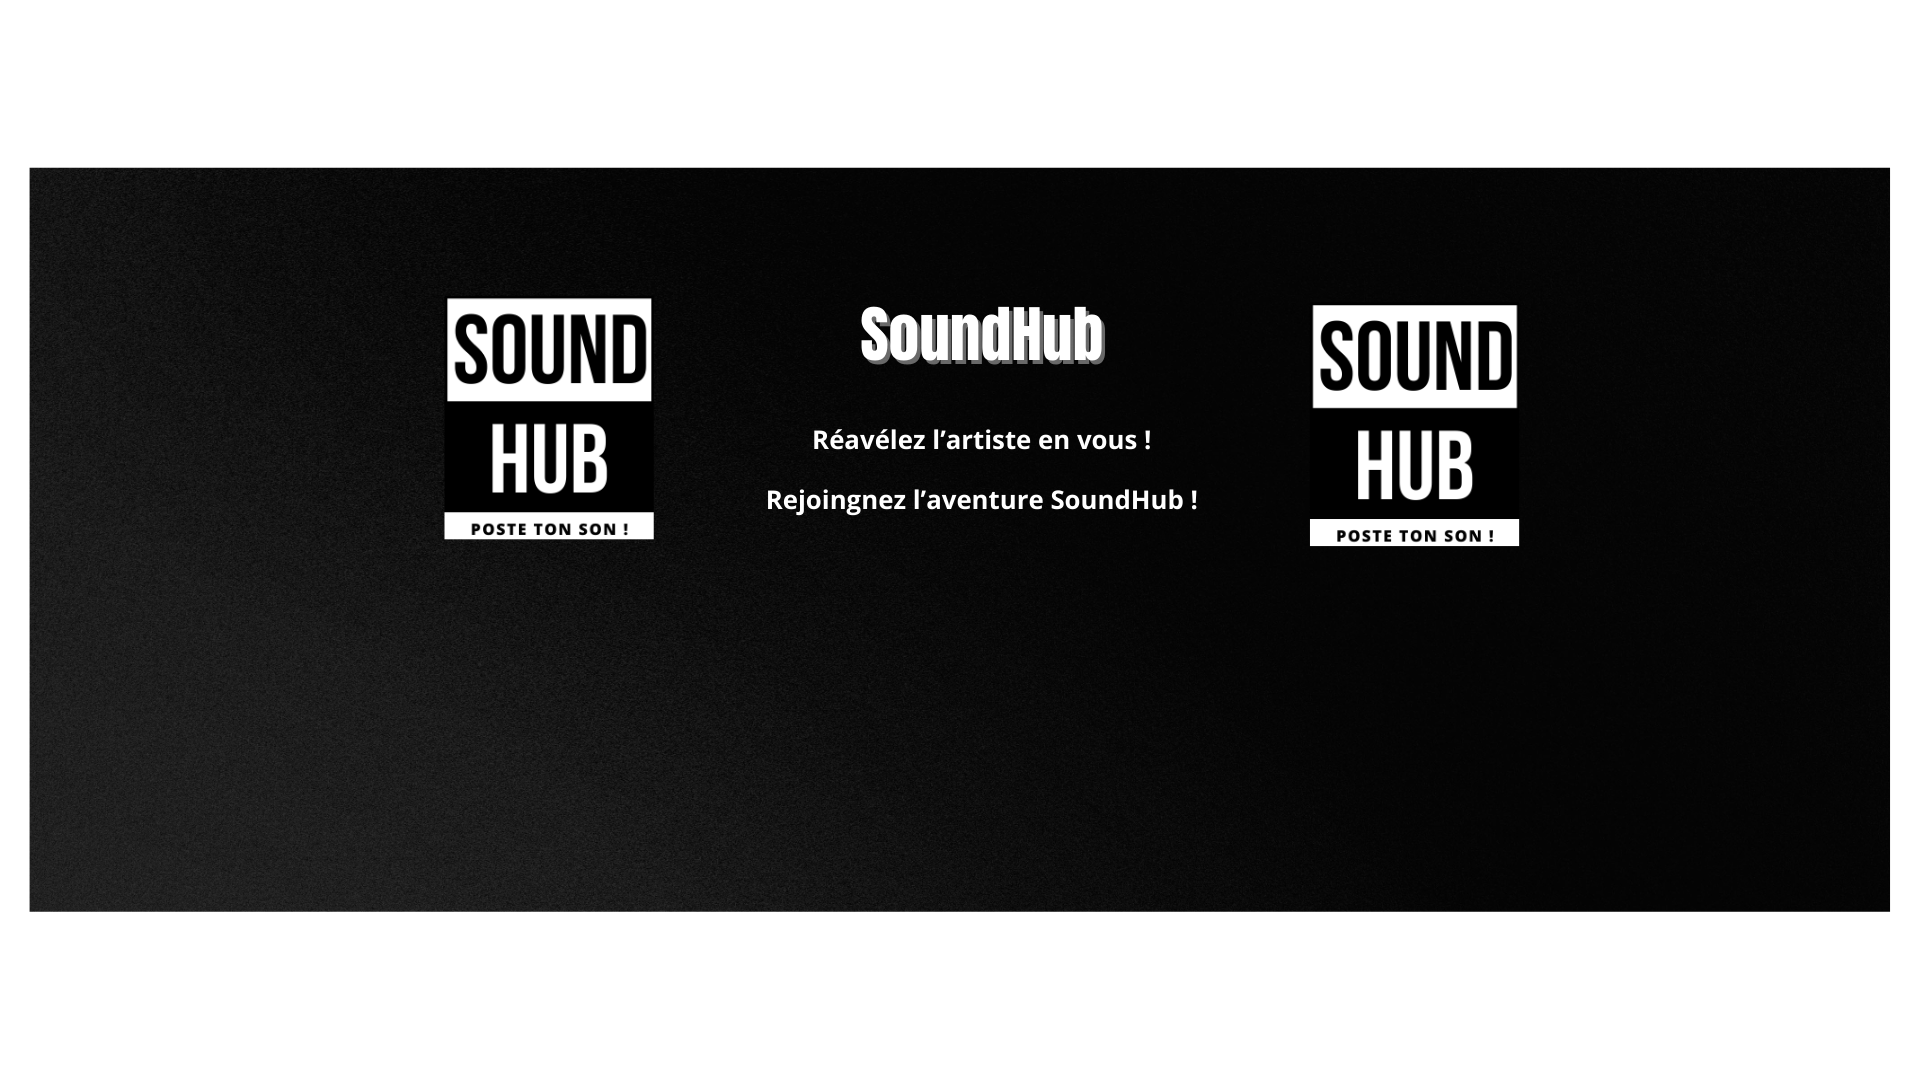 SOUND
HUB
POSTE TON SON !
SoundHub
Réavélez l’artiste en vous !
Rejoingnez l’aventure SoundHub !
SOUND
HUB
POSTE TON SON !